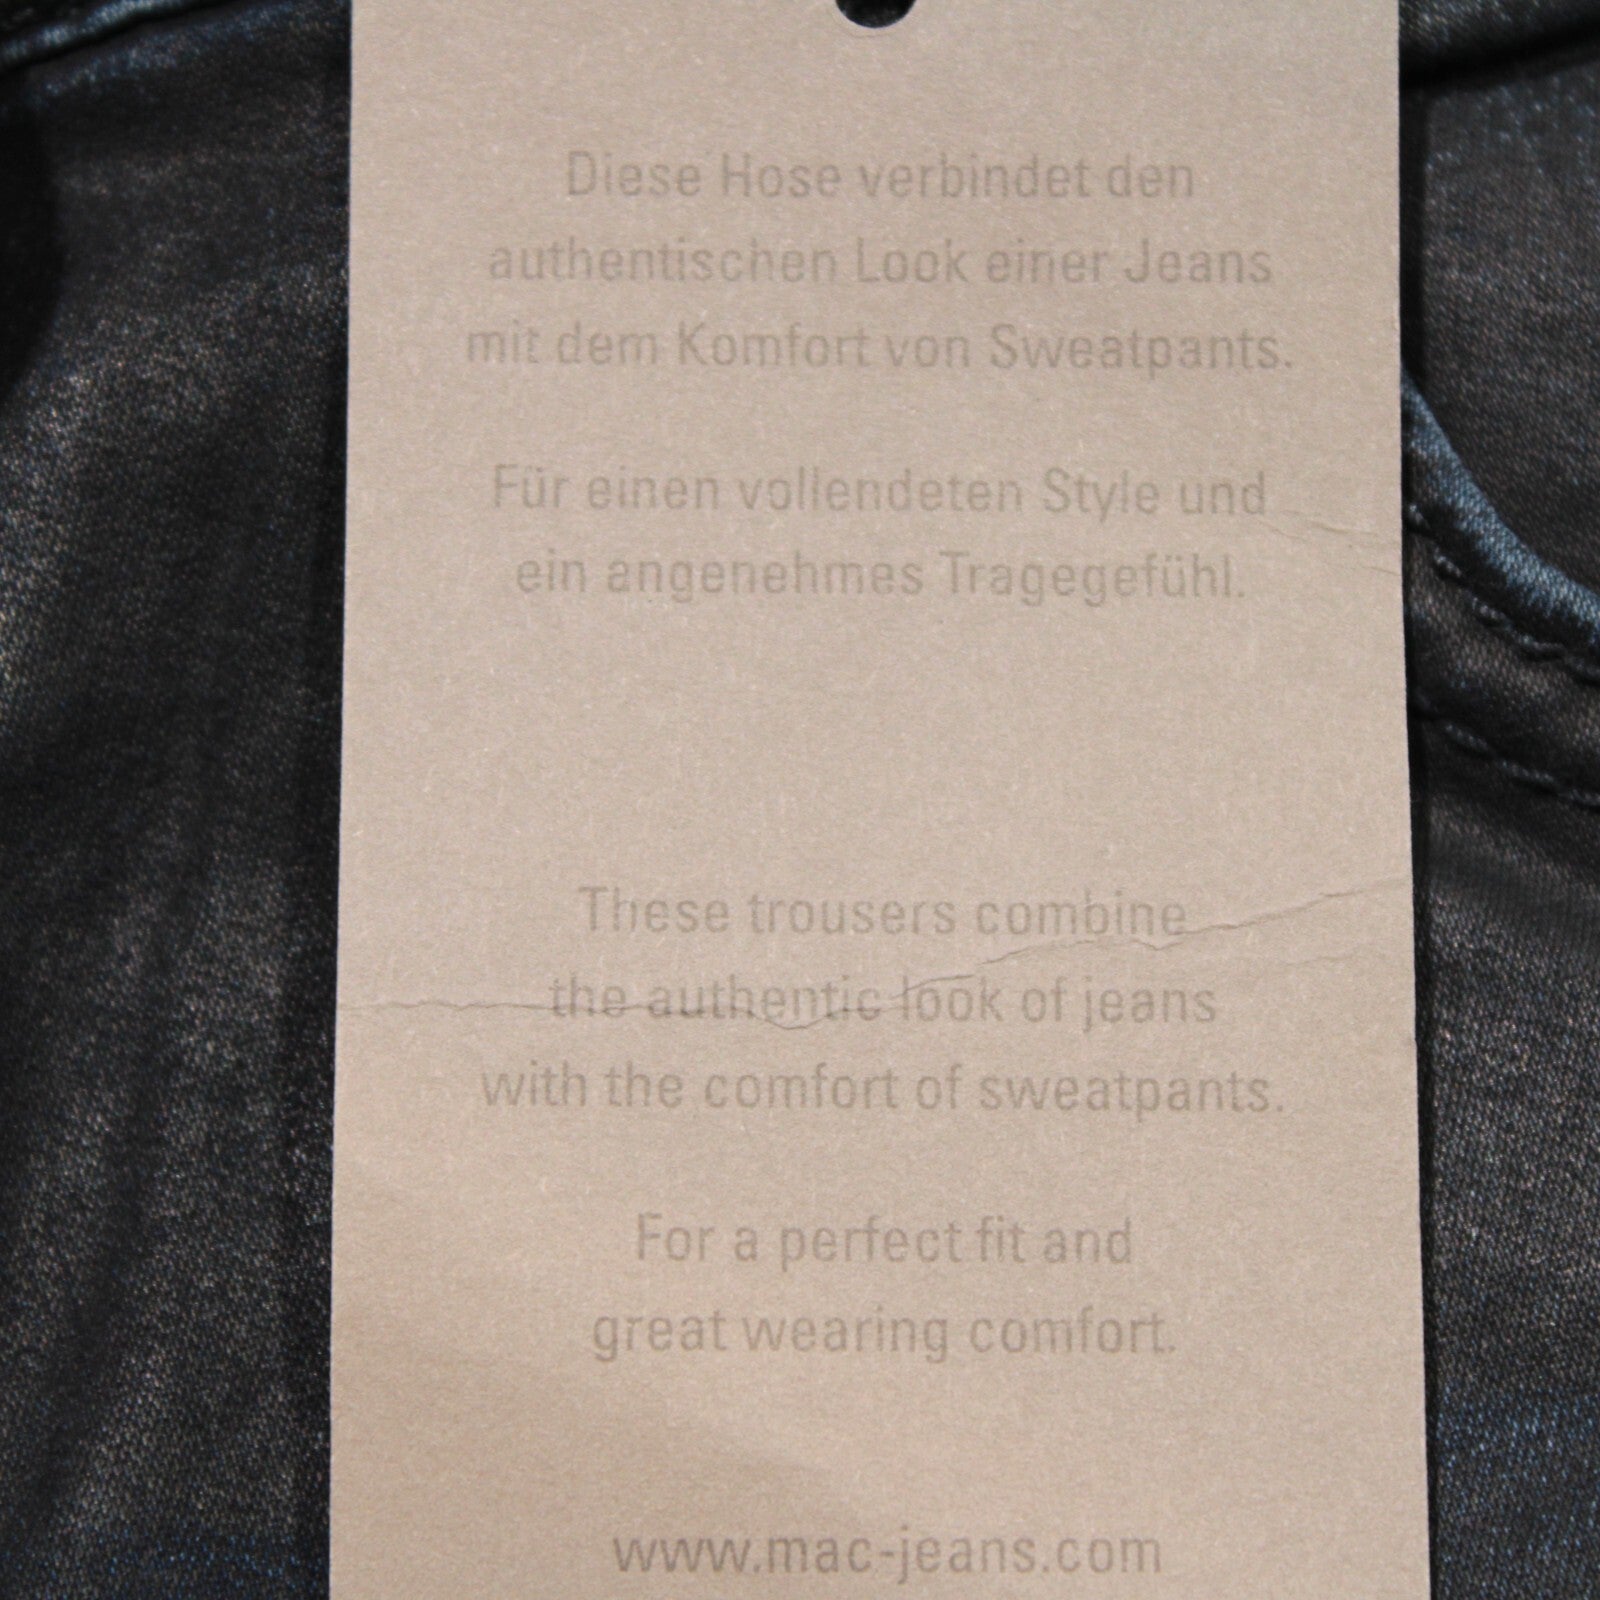 Diese Hose verbindet den
authentischen Look einer Jeans
mit dem Komfort von Sweatpants.
Für einen vollendeten Style und
ein angenehmes Tragegefühl.
These trousers combine
the authentic look of jeans
with the comfort of sweatpants.
For a perfect fit and
great wearing comfort.
www.mac-jeans.com